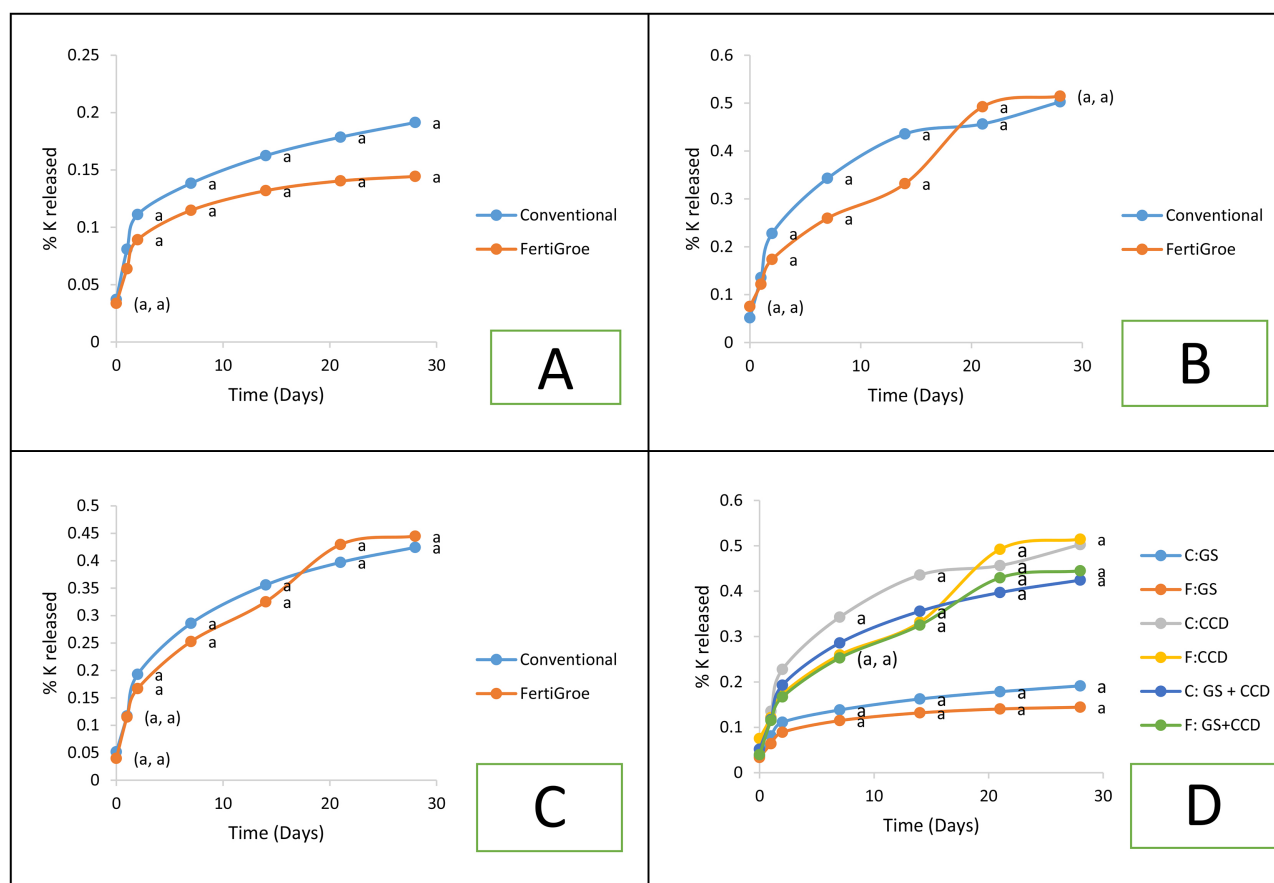 0.25
0.2
0.15
0.1
0.05
0
% K released
a
a
a
a
a
a
a
a
a
a
(a, a)
0
10
20
30
Time (Days)
Conventional
FertiGroe
A
0.6
0.5
0.4
0.3
0.2
0.1
0
% K released
(a, a)
a
a
a
a
a
a
a
a
(a, a)
0
10
20
30
Time (Days)
Conventional
FertiGroe
B
0.5
0.45
0.4
0.35
0.3
0.25
0.2
0.15
0.1
0.05
0
% K released
a
a
a
a
a
a
a
a
a
a
(a, a)
(a, a)
0
10
20
30
Time (Days)
Conventional
FertiGroe
C
0.6
0.5
0.4
0.3
0.2
0.1
0
% K released
a
a
a
a
a
a
a
a
a
a
a
a
a
(a, a)
a
a
a
a
a
a
a
a
0
10
20
30
Time (Days)
C:GS
F:GS
C:CCD
F:CCD
C: GS + CCD
F: GS+CCD
D